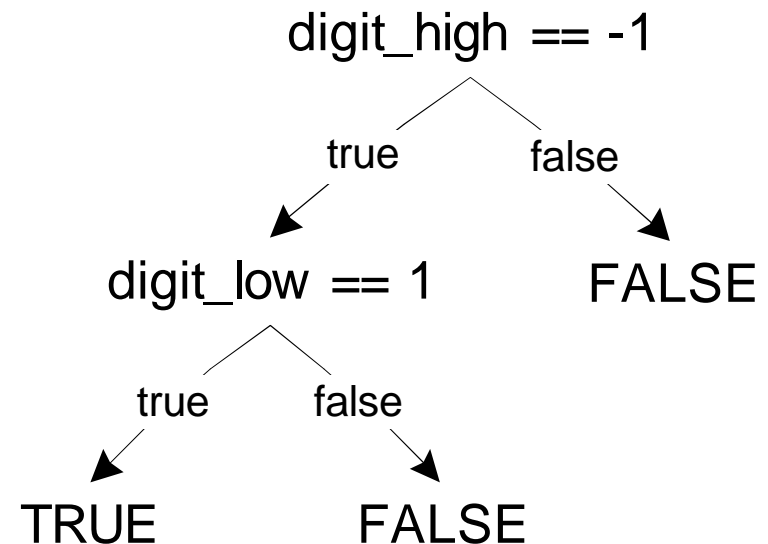 digit_high == -1
true false
digit_low == 1 FALSE
true false
TRUE FALSE